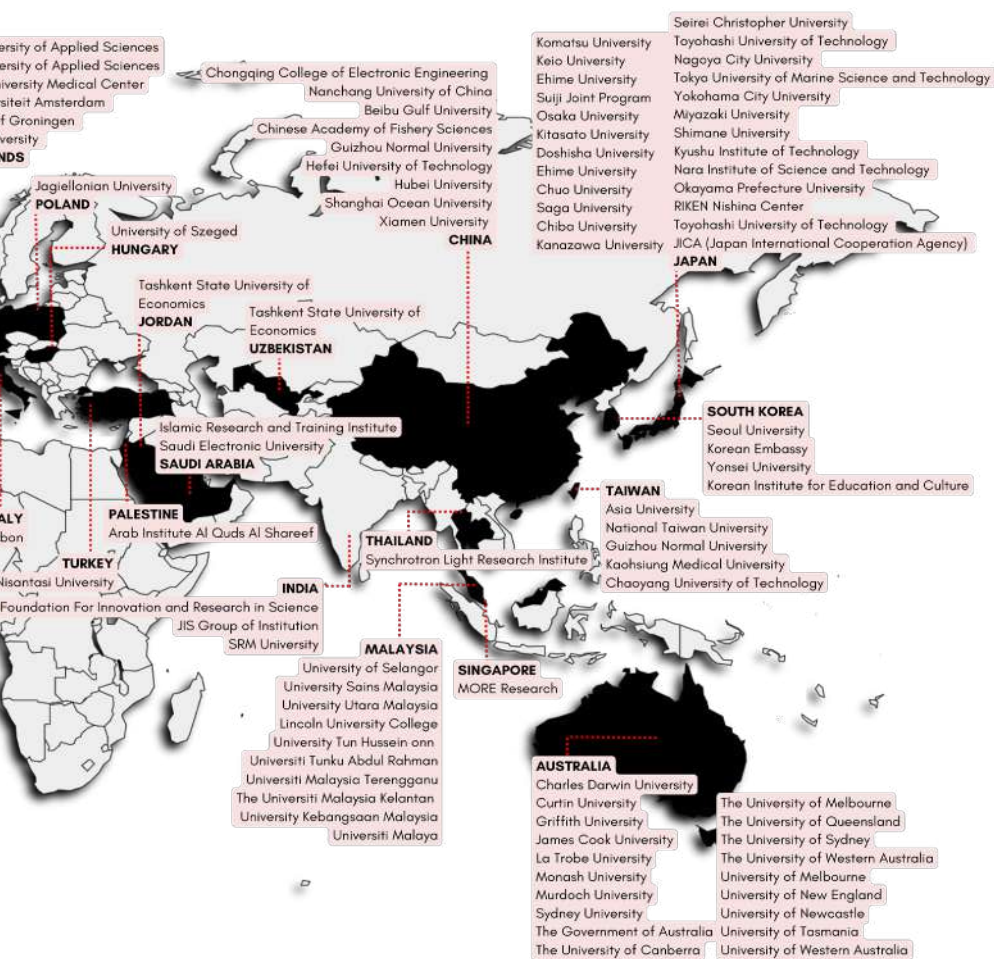 ersity of Applied Sciences
ersity of Applied Sciences
niversity Medical Center
rsiteit Amsterdam
f Groningen
versity
NDS
Jagiellonian University
POLAND
University of Szeged
HUNGARY
Tashkent State University of
Economics
JORDAN
Tashkent State University of
Economics
UZBEKISTAN
Chongqing College of Electronic Engineering
Nanchang University of China
Beibu Gulf University
Chinese Academy of Fishery Sciences
Guizhou Normal University
Hefei University of Technology
Hubei University
Shanghai Ocean University
Xiamen University
CHINA
Komatsu University
Keio University
Ehime University
Suiji Joint Program
Osaka University
Kitasato University
Doshisha University
Ehime University
Chuo University
Saga University
Chiba University
Kanazawa University
Seirei Christopher University
Toyohashi University of Technology
Nagoya City University
Tokyo University of Marine Science and Technology
Yokohama City University
Miyazaki University
Shimane University
Kyushu Institute of Technology
Nara Institute of Science and Technology
Okayama Prefecture University
RIKEN Nishina Center
Toyohashi University of Technology
JICA (Japan International Cooperation Agency)
JAPAN
Islamic Research and Training Institute
Saudi Electronic University
SAUDI ARABIA
SOUTH KOREA
Seoul University
Korean Embassy
Yonsei University
Korean Institute for Education and Culture
ALY
bon
PALESTINE
Arab Institute Al Quds Al Shareef
TURKEY
Nisantasi University
THAILAND
Synchrotron Light Research Institute
TAIWAN
Asia University
National Taiwan University
Guizhou Normal University
Kaohsiung Medical University
Chaoyang University of Technology
INDIA
Foundation For Innovation and Research in Science
JIS Group of Institution
SRM University
MALAYSIA
University of Selangor
University Sains Malaysia
University Utara Malaysia
Lincoln University College
University Tun Hussein onn
Universiti Tunku Abdul Rahman
Universiti Malaysia Terengganu
The Universiti Malaysia Kelantan
University Kebangsaan Malaysia
Universiti Malaya
SINGAPORE
MORE Research
AUSTRALIA
Charles Darwin University
Curtin University
Griffith University
James Cook University
La Trobe University
Monash University
Murdoch University
Sydney University
The Government of Australia
The University of Canberra
The University of Melbourne
The University of Queensland
The University of Sydney
The University of Western Australia
University of Melbourne
University of New England
University of Newcastle
University of Tasmania
University of Western Australia